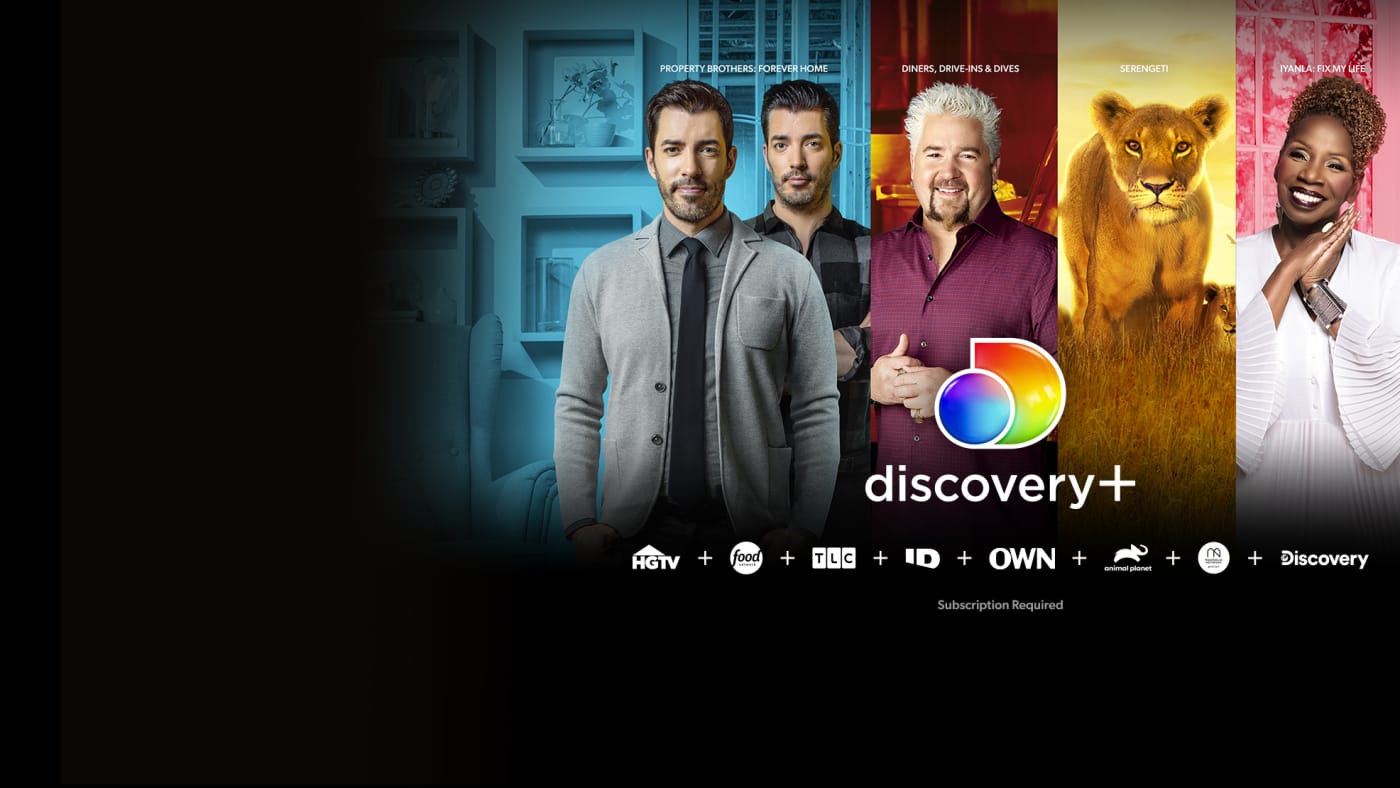 PROPERTY BROTHERS: FOREVER HOME
DINERS, DRIVE-INS & DIVES
SERENGETI
IYANLA: FIX MY LIFE
discovery+
HGTV + food network + TLC + ID + OWN + animal planet + + Discovery
Subscription Required